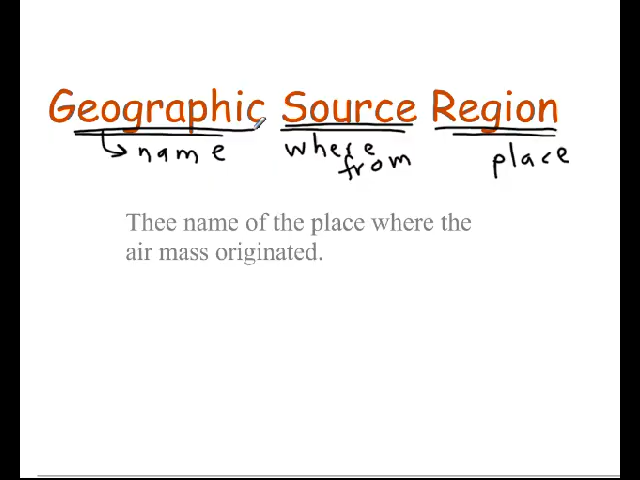 Geographic Source Region
name where from place
Thee name of the place where the
air mass originated.